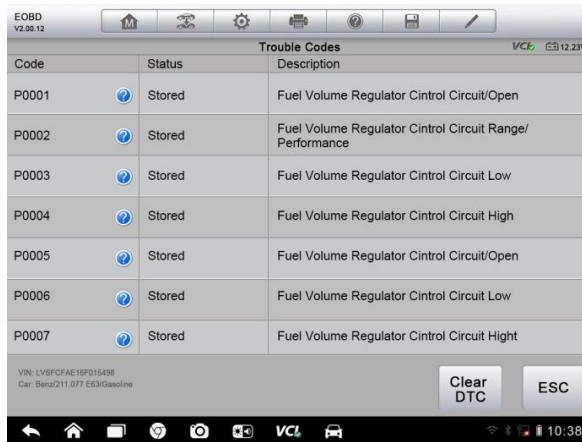 EOBD
V2.00.12
M
Trouble Codes
VCI 12.23V
Code Status Description
P0001 Stored Fuel Volume Regulator Cintrol Circuit/Open
P0002 Stored Fuel Volume Regulator Cintrol Circuit Range/
Performance
P0003 Stored Fuel Volume Regulator Cintrol Circuit Low
P0004 Stored Fuel Volume Regulator Cintrol Circuit High
P0005 Stored Fuel Volume Regulator Cintrol Circuit/Open
P0006 Stored Fuel Volume Regulator Cintrol Circuit Low
P0007 Stored Fuel Volume Regulator Cintrol Circuit Hight
VIN: LVSFCFAE16F015498
Car: Benz/211.077 E63/Gasoline
Clear
DTC
ESC
VCI
10:38